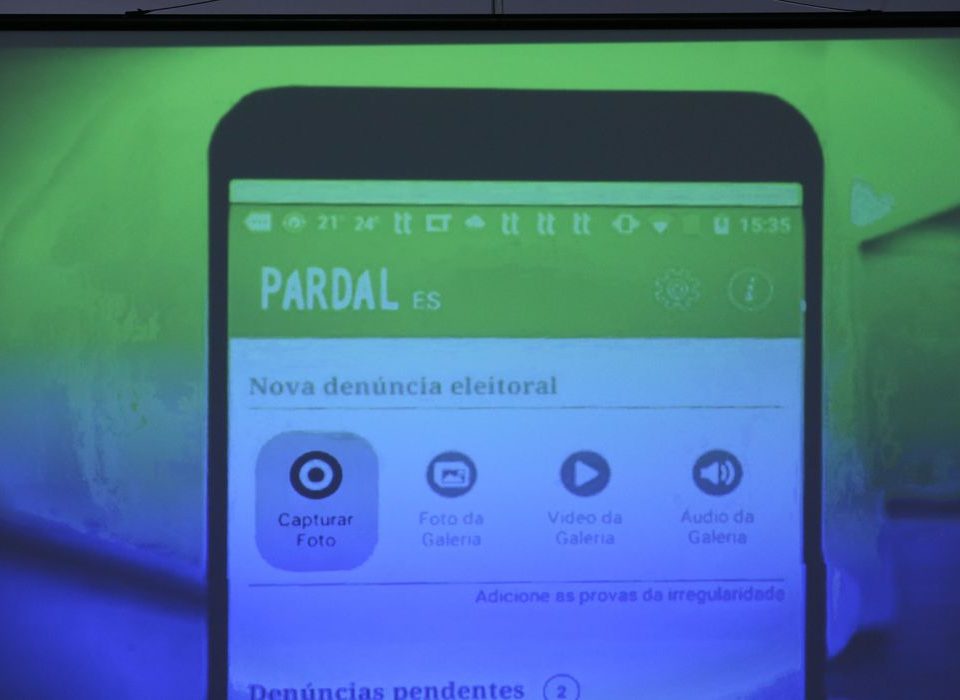 21° 24° 15:35
PARDAL ES
Nova denúncia eleitoral
Capturar Foto da Video da Áudio da
Foto Galeria Galeria Galeria
Adicione as provas da irregularidade
Denúncias pendentes 2